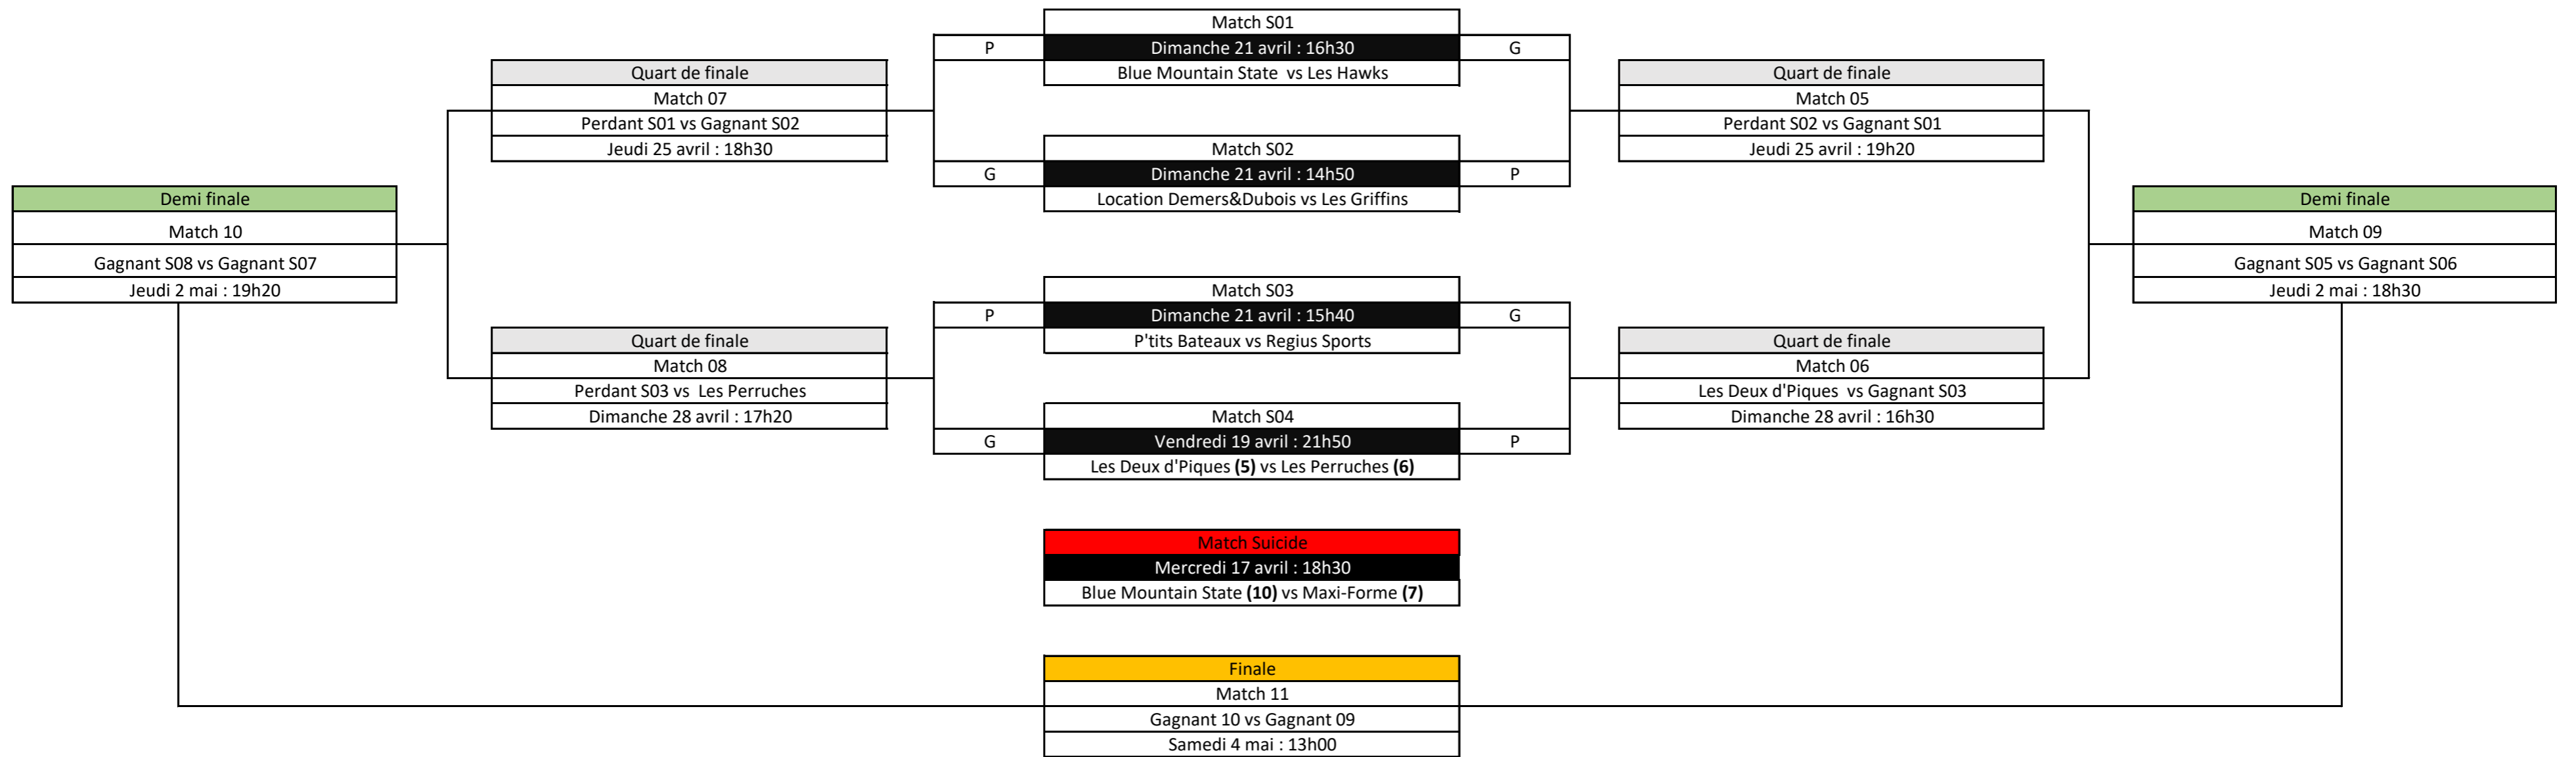 Match S01
P
Dimanche 21 avril : 16h30
G
Blue Mountain State  vs Les Hawks
Quart de finale
Match 07
Perdant S01 vs Gagnant S02
Jeudi 25 avril : 18h30
Quart de finale
Match 05
Perdant S02 vs Gagnant S01
Jeudi 25 avril : 19h20
Match S02
G
Dimanche 21 avril : 14h50
P
Location Demers&Dubois vs Les Griffins
Demi finale
Match 10
Gagnant S08 vs Gagnant S07
Jeudi 2 mai : 19h20
Demi finale
Match 09
Gagnant S05 vs Gagnant S06
Jeudi 2 mai : 18h30
Match S03
P
Dimanche 21 avril : 15h40
G
P'tits Bateaux vs Regius Sports
Quart de finale
Match 08
Perdant S03 vs  Les Perruches
Dimanche 28 avril : 17h20
Quart de finale
Match 06
Les Deux d'Piques  vs Gagnant S03
Dimanche 28 avril : 16h30
Match S04
G
Vendredi 19 avril : 21h50
P
Les Deux d'Piques (5) vs Les Perruches (6)
Match Suicide
Mercredi 17 avril : 18h30
Blue Mountain State (10) vs Maxi-Forme (7)
Finale
Match 11
Gagnant 10 vs Gagnant 09
Samedi 4 mai : 13h00